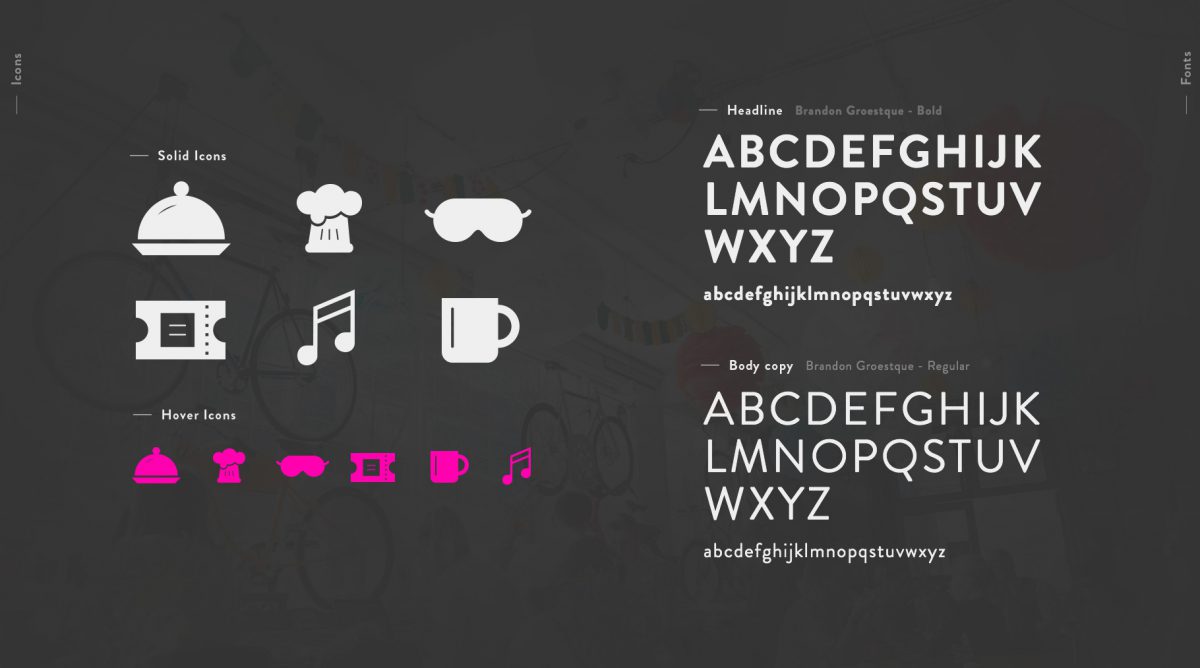 Icons
Solid Icons
Hover Icons
Fonts
Headline Brandon Groestque - Bold
ABCDEFGHIJK
LMNOPQSTUV
WXYZ
abcdefghijklmnopqstuvwxyz
Body copy Brandon Groestque - Regular
ABCDEFGHIJK
LMNOPQSTUV
WXYZ
abcdefghijklmnopqstuvwxyz